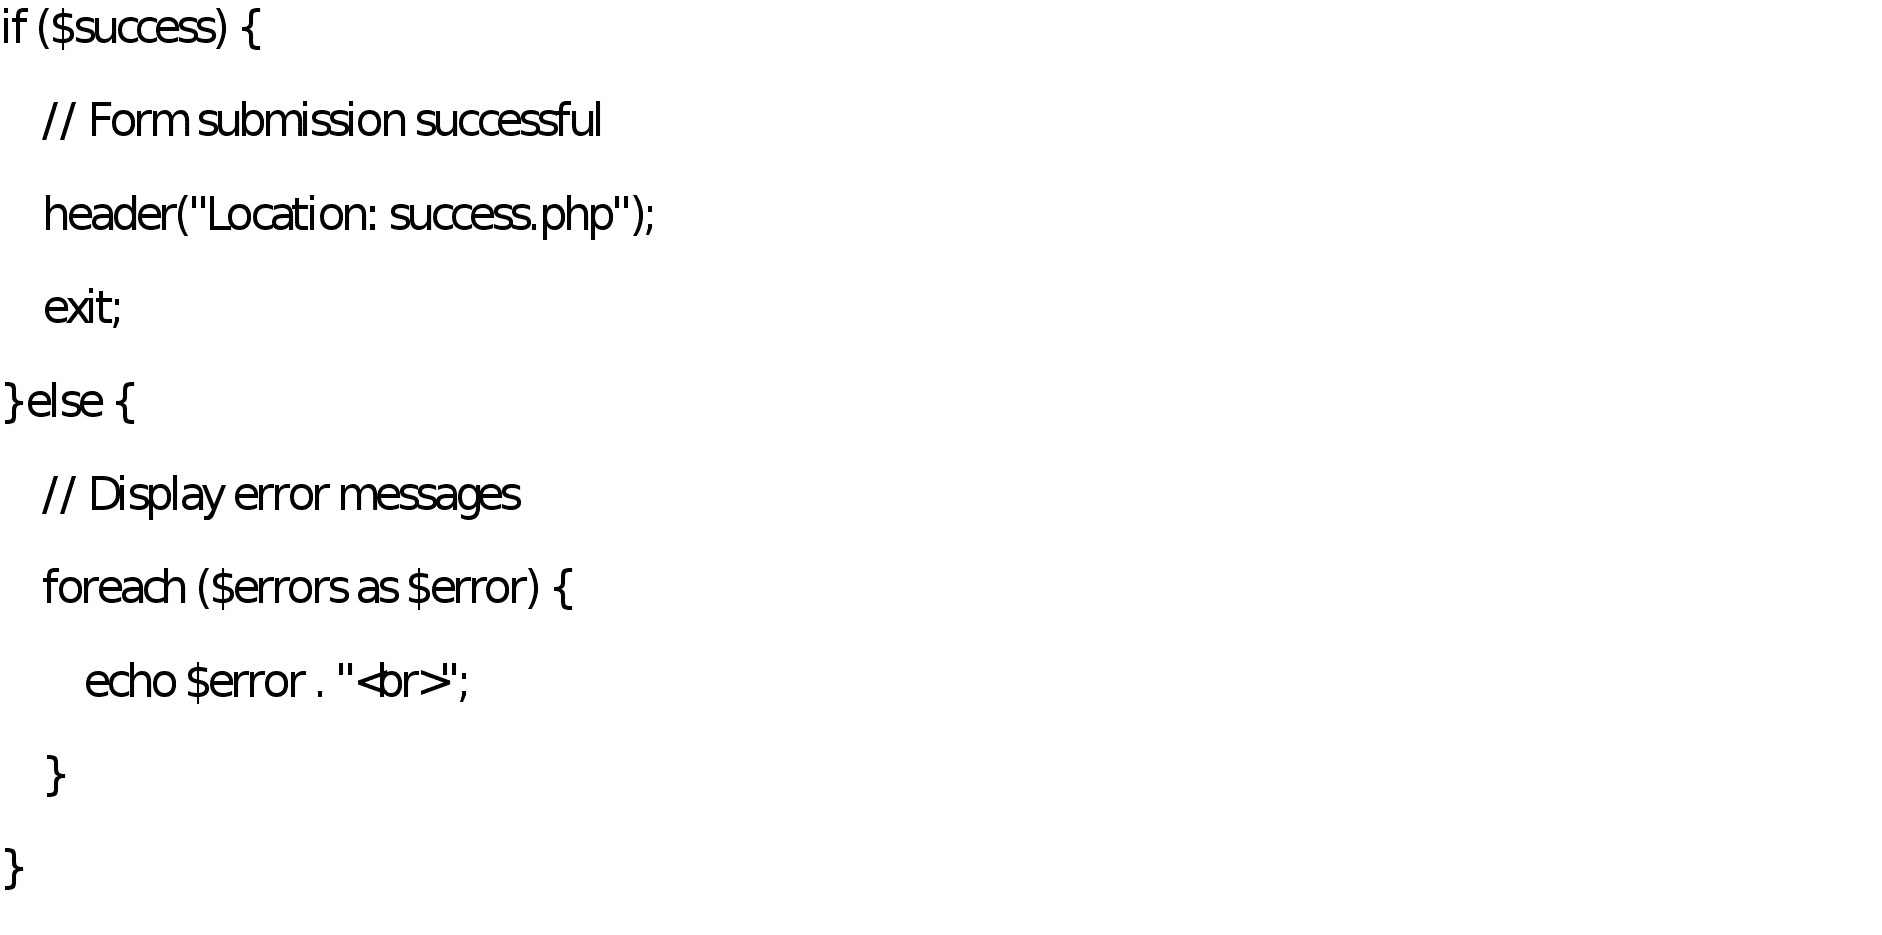 if ($success) {
    // Form submission successful
    header("Location: success.php");
    exit;
}else {
    // Display error messages
    foreach ($errors as $error) {
        echo $error . "<br>";
    }
}